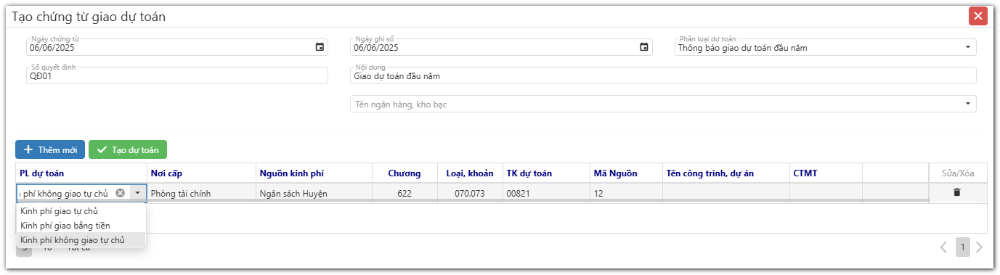 Tạo chứng từ giao dự toán
Ngày chứng từ
06/06/2025
Ngày ghi sổ
06/06/2025
Phân loại dự toán
Thông báo giao dự toán đầu năm
Số quyết định
QĐ01
Nội dung
Giao dự toán đầu năm
Tên ngân hàng, kho bạc
Thêm mới
Tạo dự toán
PL dự toán Nơi cấp Nguồn kinh phí Chương Loại, khoản TK dự toán Mã Nguồn Tên công trình, dự án CTMT Sửa/Xóa
phí không giao tự chủ Phòng tài chính Ngân sách Huyện 622 070.073 00821 12
Kinh phí giao tự chủ
Kinh phí giao bằng tiền
Kinh phí không giao tự chủ
1